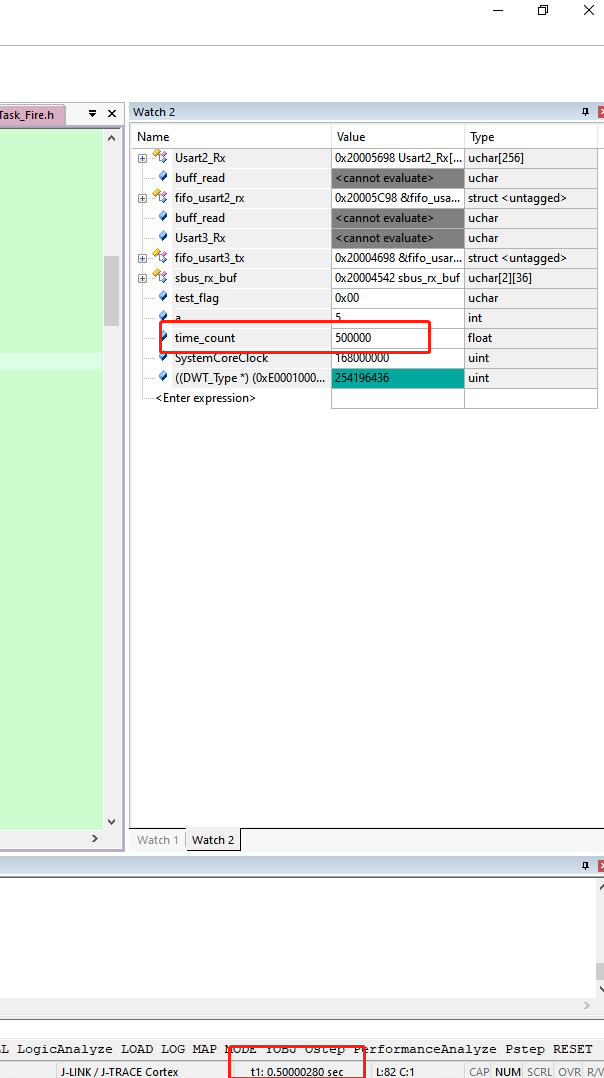 Task_Fire.h
Watch 2
Name Value Type
Usart2_Rx 0x20005698 Usart2_Rx[... uchar[256]
buff_read <cannot evaluate> uchar
fifo_usart2_rx 0x20005C98 &fifo_usa... struct <untagged>
buff_read <cannot evaluate> uchar
Usart3_Rx <cannot evaluate> uchar
fifo_usart3_tx 0x20004698 &fifo_usar... struct <untagged>
sbus_rx_buf 0x20004542 sbus_rx_buf uchar[2][36]
test_flag 0x00 uchar
a 5 int
time_count 500000 float
SystemCoreClock 168000000 uint
((DWT_Type *) (0xE0001000... 254196436 uint
<Enter expression>
Watch 1 Watch 2
LL LogicAnalyze LOAD LOG MAP MODE YOBJ Ostep PerformanceAnalyze Pstep RESET
J-LINK / J-TRACE Cortex t1: 0.50000280 sec L:82 C:1 CAP NUM SCRL OVR R/V